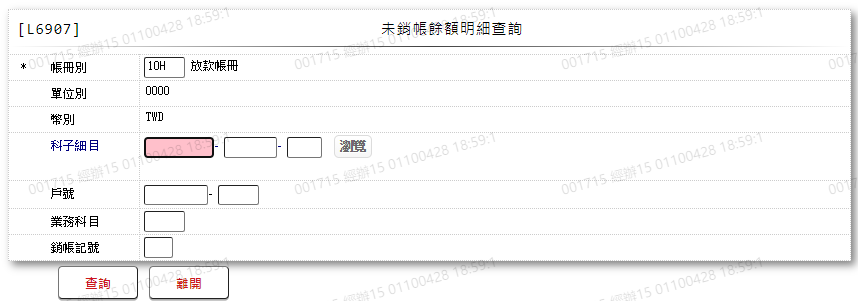 [L6907] 未銷帳餘額明細查詢
* 帳冊別 10H 放款帳冊
單位別 0000
幣別 TWD
科子細目 - - 瀏覽
戶號 -
業務科目
銷帳記號
查詢 離開
001715 經辦15 01100428 18:59:1